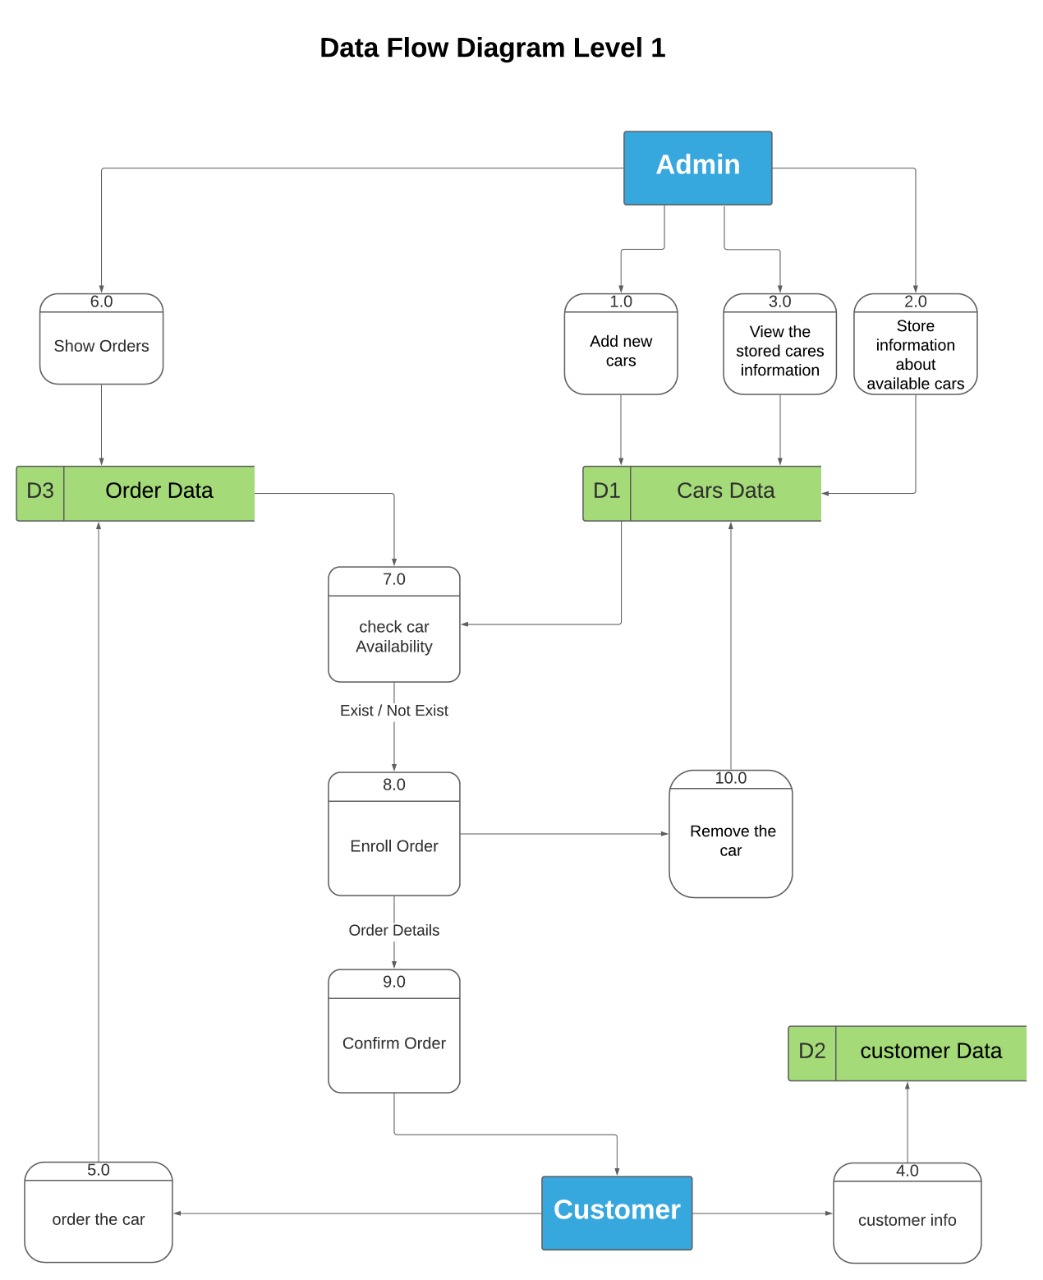 Data Flow Diagram Level 1
Admin
6.0
Show Orders
1.0
Add new
cars
3.0
View the
stored cares
information
2.0
Store
information
about
available cars
D3
Order Data
D1
Cars Data
7.0
check car
Availability
Exist / Not Exist
8.0
Enroll Order
10.0
Remove the
car
Order Details
9.0
Confirm Order
D2
customer Data
5.0
order the car
Customer
4.0
customer info